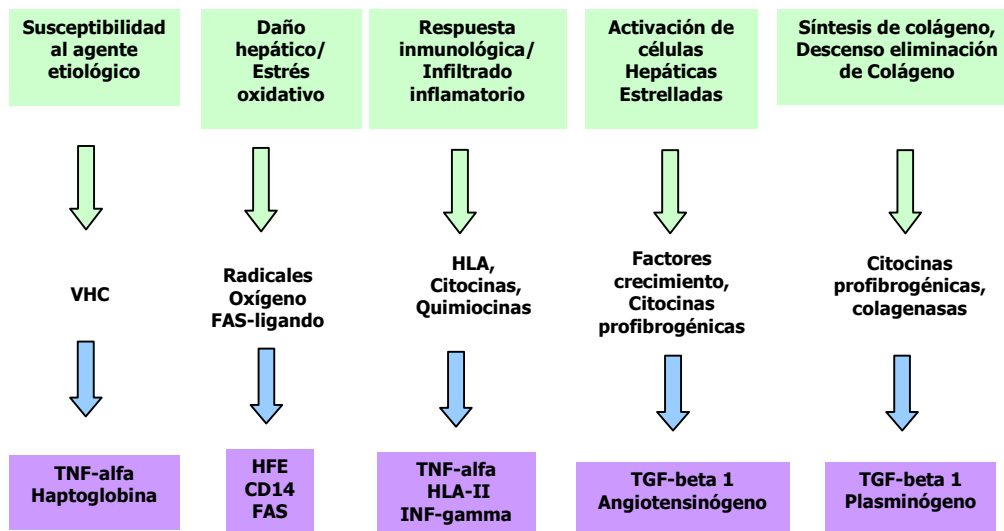 Susceptibilidad
al agente
etiológico
Daño
hepático/
Estrés
oxidativo
Respuesta
inmunológica/
Infiltrado
inflamatorio
Activación de
células
Hepáticas
Estrelladas
Síntesis de colágeno,
Descenso eliminación
de Colágeno
VHC
Radicales
Oxígeno
FAS-ligando
HLA,
Citocinas,
Quimiocinas
Factores
crecimiento,
Citocinas
profibrogénicas
Citocinas
profibrogénicas,
colagenasas
TNF-alfa
Haptoglobina
HFE
CD14
FAS
TNF-alfa
HLA-II
INF-gamma
TGF-beta 1
Angiotensinógeno
TGF-beta 1
Plasminógeno